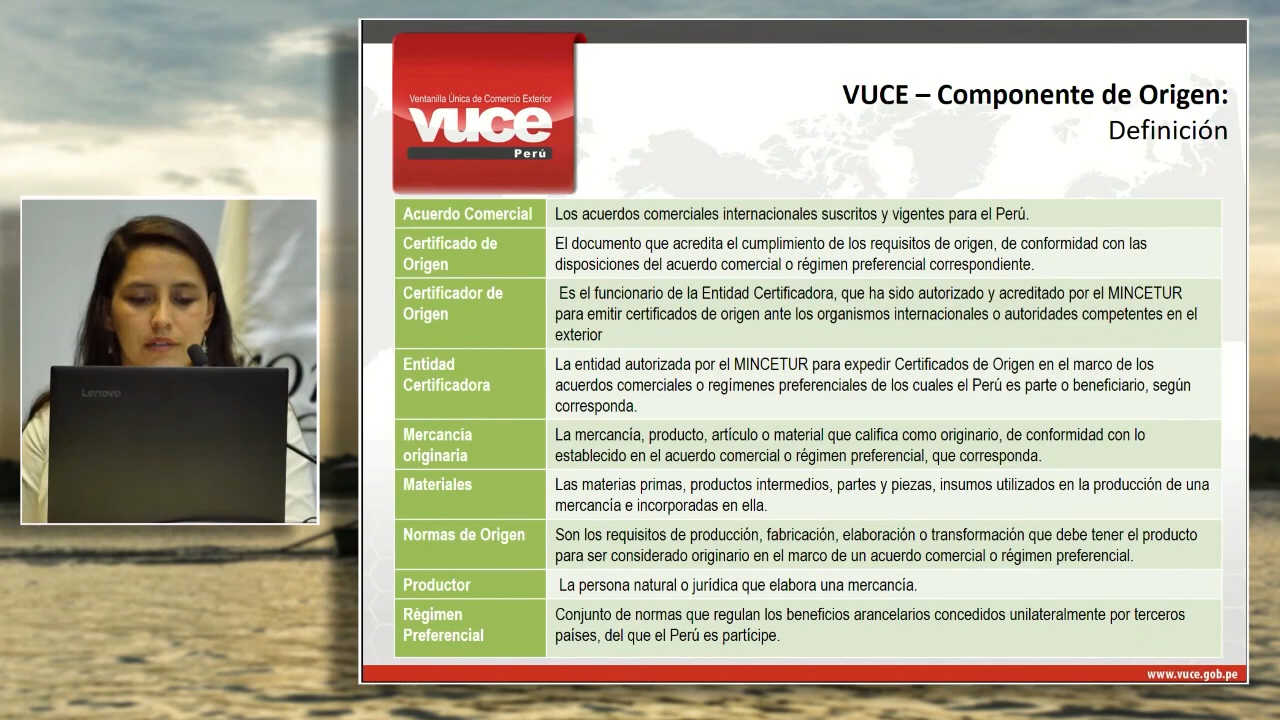 Ventanilla Única de Comercio Exterior
vuce
Perú
VUCE – Componente de Origen:
Definición
Acuerdo Comercial
Los acuerdos comerciales internacionales suscritos y vigentes para el Perú.
Certificado de
Origen
El documento que acredita el cumplimiento de los requisitos de origen, de conformidad con las
disposiciones del acuerdo comercial o régimen preferencial correspondiente.
Certificador de
Origen
Es el funcionario de la Entidad Certificadora, que ha sido autorizado y acreditado por el MINCETUR
para emitir certificados de origen ante los organismos internacionales o autoridades competentes en el
exterior
Entidad
Certificadora
La entidad autorizada por el MINCETUR para expedir Certificados de Origen en el marco de los
acuerdos comerciales o regímenes preferenciales de los cuales el Perú es parte o beneficiario, según
corresponda.
Mercancia
originaria
La mercancía, producto, artículo o material que califica como originario, de conformidad con lo
establecido en el acuerdo comercial o régimen preferencial, que corresponda.
Materiales
Las materias primas, productos intermedios, partes y piezas, insumos utilizados en la producción de una
mercancía e incorporadas en ella.
Normas de Origen
Son los requisitos de producción, fabricación, elaboración o transformación que debe tener el producto
para ser considerado originario en el marco de un acuerdo comercial o régimen preferencial.
Productor
La persona natural o jurídica que elabora una mercancía.
Régimen
Preferencial
Conjunto de normas que regulan los beneficios arancelarios concedidos unilateralmente por terceros
países, del que el Perú es partícipe.
www.vuce.gob.pe
Lenovo